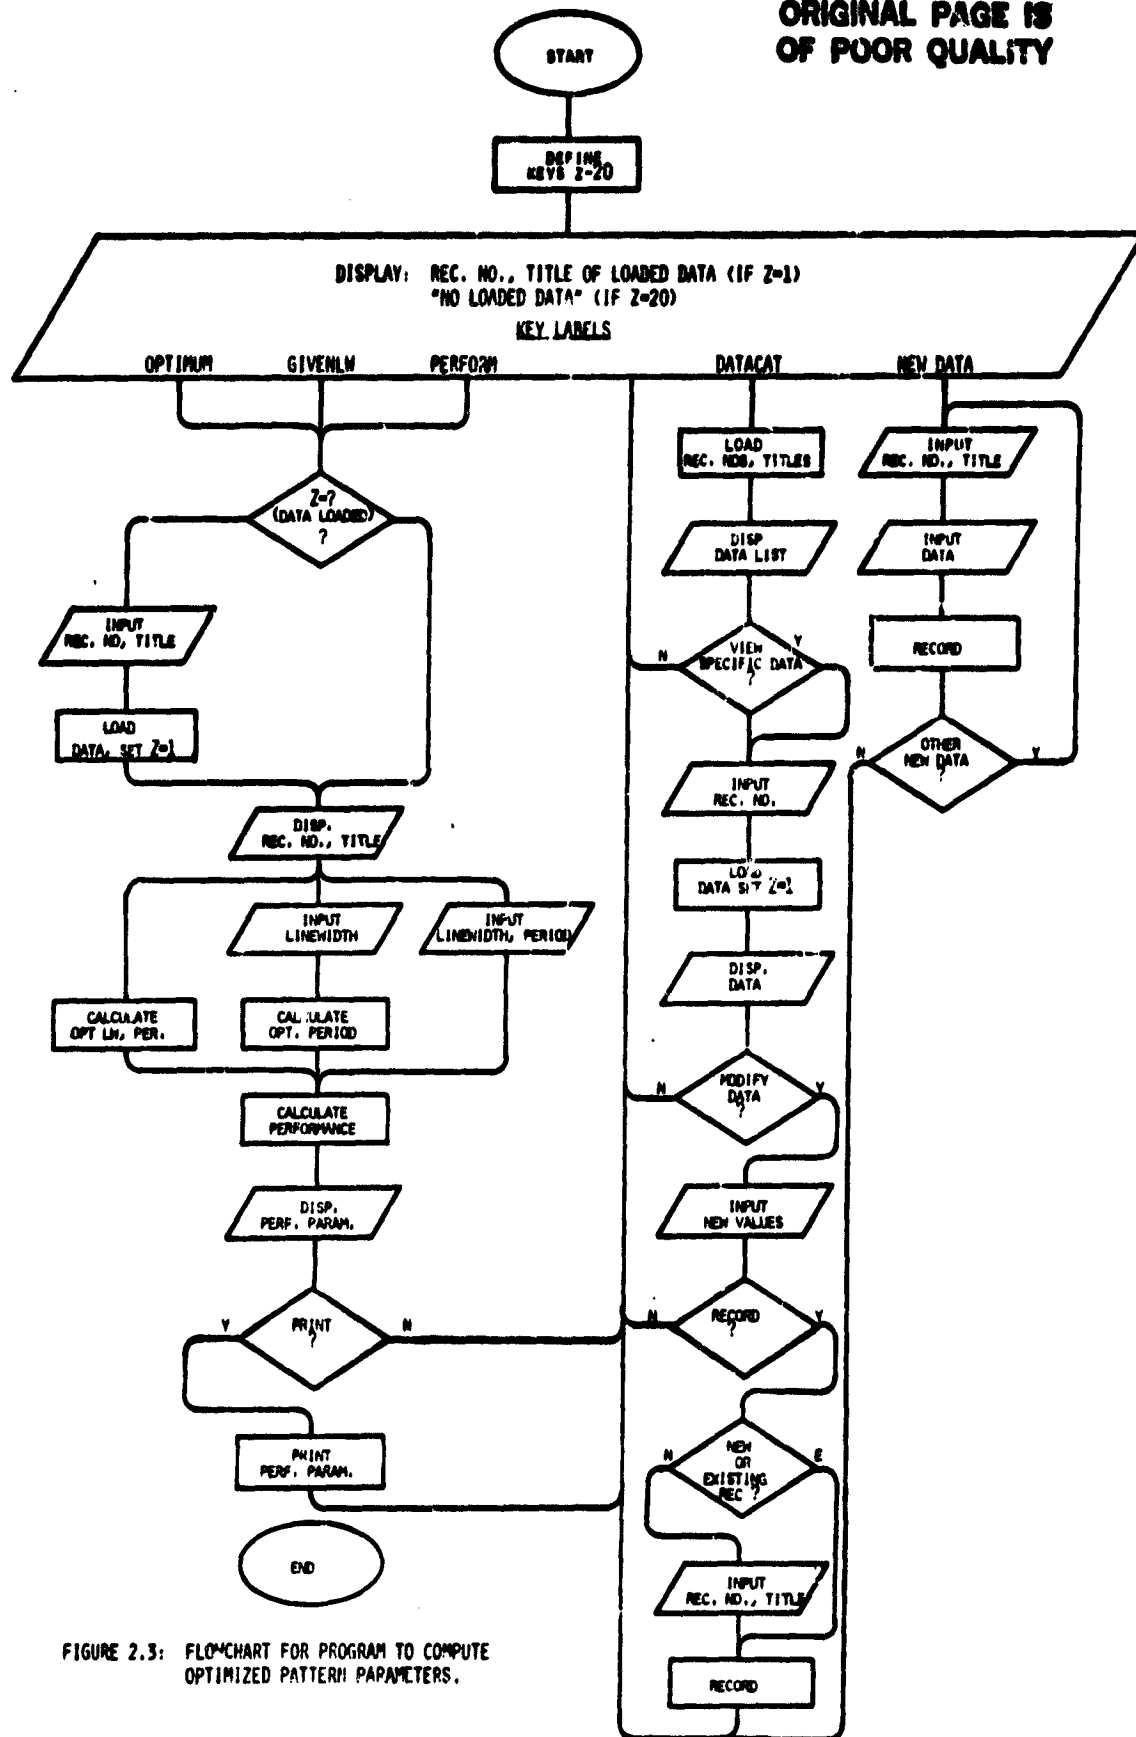 ORIGINAL PAGE IS
OF POOR QUALITY
START
DEFINE
KEYS Z-20
DISPLAY: REC. NO., TITLE OF LOADED DATA (IF Z=1)
"NO LOADED DATA" (IF Z=20)
KEY LABELS
OPTIMUM GIVENLW PERFORM DATACAT NEW DATA
Z=?
(DATA LOADED)
?
INPUT
REC. NO, TITLE
LOAD
DATA, SET Z=1
DISP.
REC. NO., TITLE
INPUT
LINEWIDTH
INPUT
LINEWIDTH, PERIOD
CALCULATE
OPT LW, PER.
CALCULATE
OPT. PERIOD
CALCULATE
PERFORMANCE
DISP.
PERF. PARAM.
Y
PRINT
?
N
PRINT
PERF. PARAM.
END
LOAD
REC. NOS, TITLES
DISP
DATA LIST
N
VIEW
SPECIFIC DATA
?
Y
INPUT
REC. NO.
LOAD
DATA SET Z=1
DISP.
DATA
N
MODIFY
DATA
?
Y
INPUT
NEW VALUES
N
RECORD
?
Y
N
NEW
OR
EXISTING
REC ?
E
INPUT
REC. NO., TITLE
RECORD
INPUT
REC. NO., TITLE
INPUT
DATA
RECORD
N
OTHER
NEW DATA
?
Y
FIGURE 2.3: FLOWCHART FOR PROGRAM TO COMPUTE
OPTIMIZED PATTERN PARAMETERS.